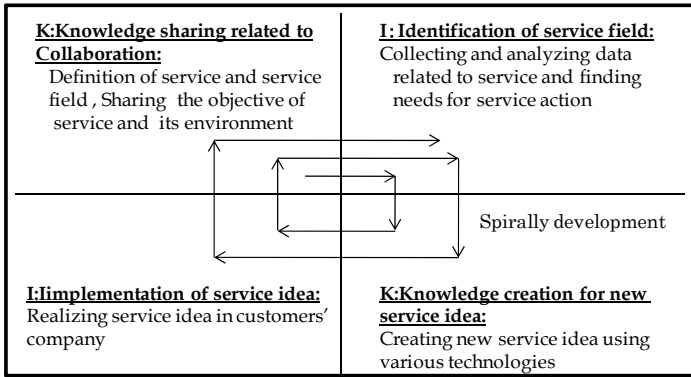 K:Knowledge sharing related to
Collaboration:
Definition of service and service
field , Sharing the objective of
service and its environment
I: Identification of service field:
Collecting and analyzing data
related to service and finding
needs for service action
Spirally development
I:Iimplementation of service idea:
Realizing service idea in customers’
company
K:Knowledge creation for new
service idea:
Creating new service idea using
various technologies